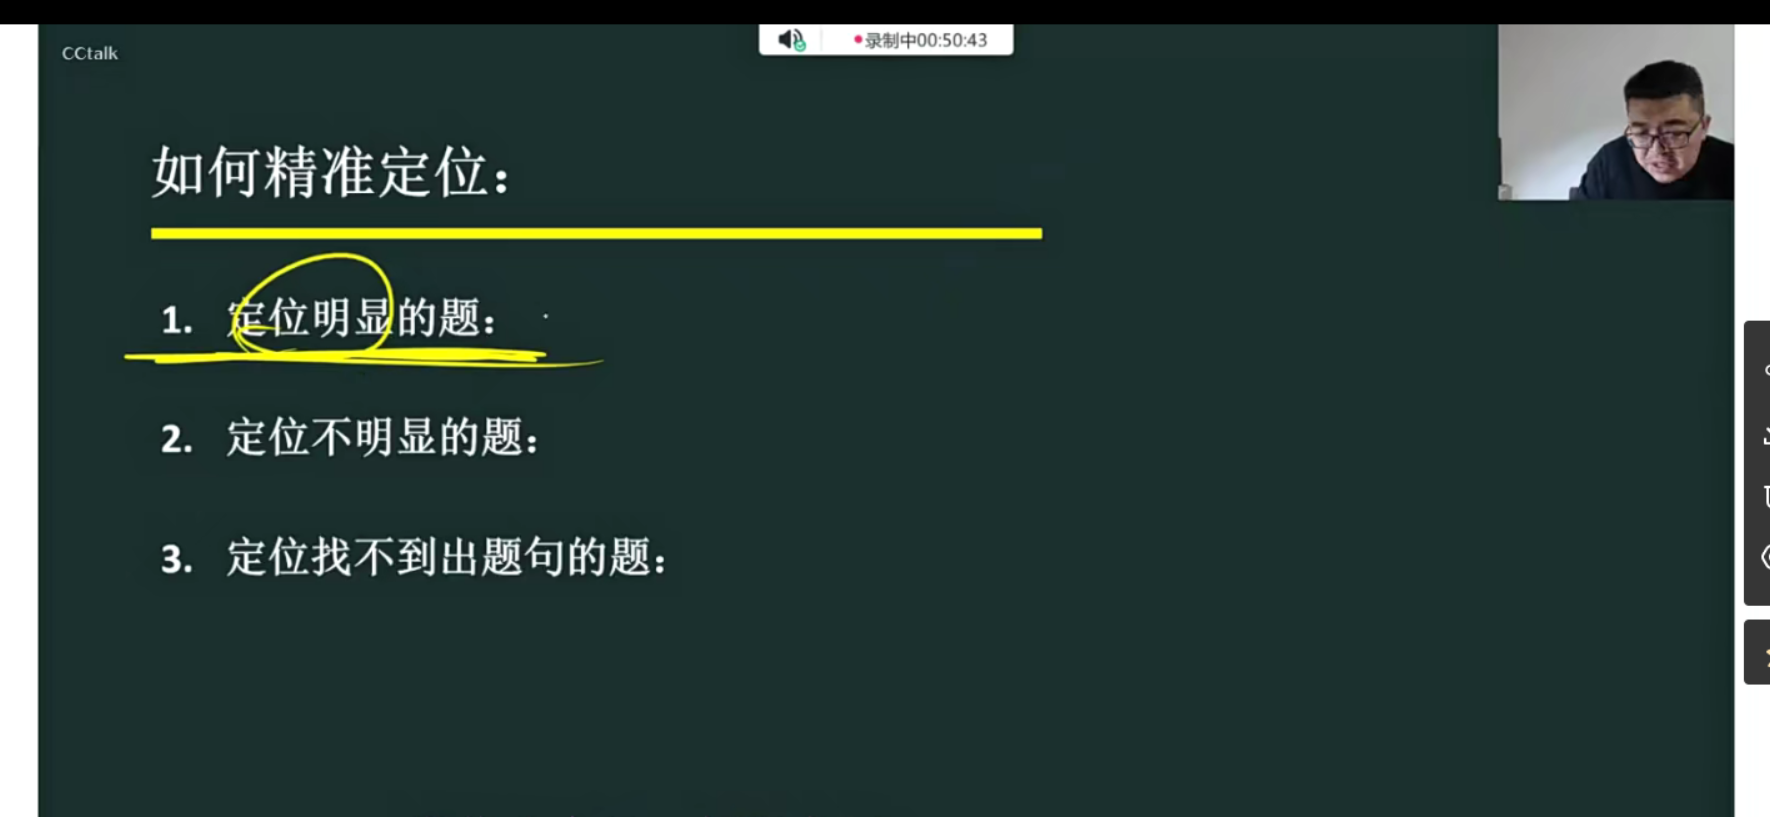 录制中00:50:43
CCtalk
如何精准定位：
1. 定位明显的题：
2. 定位不明显的题：
3. 定位找不到出题句的题：